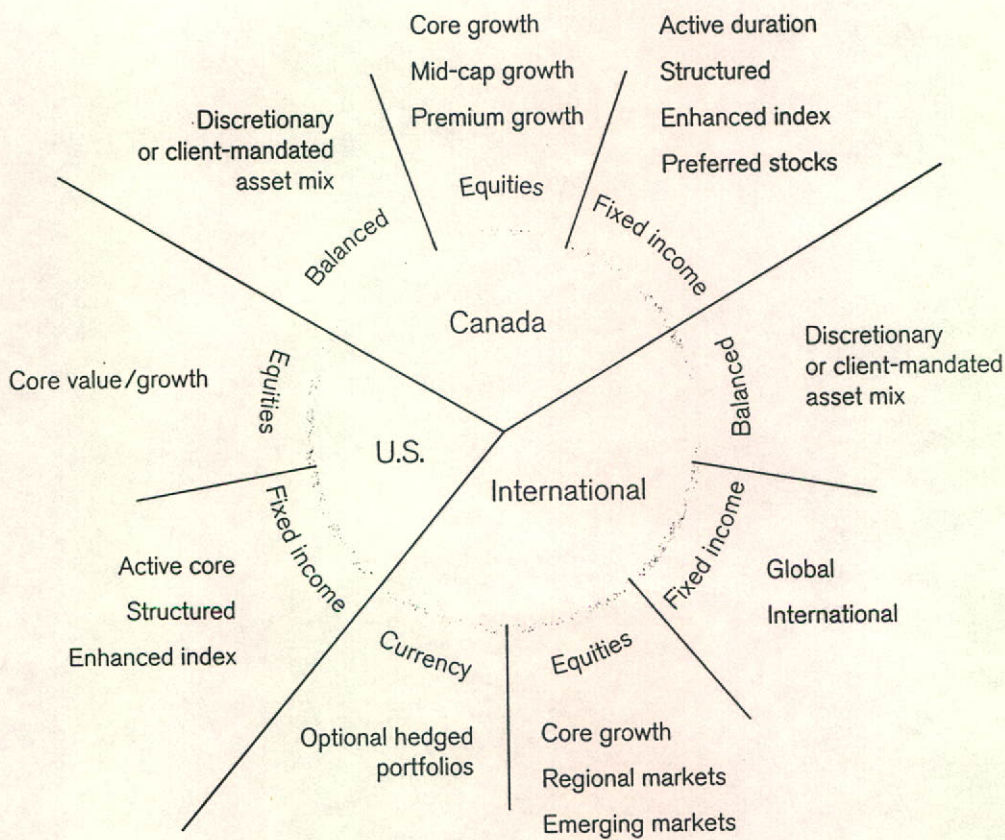 Core growth
Mid-cap growth
Premium growth
Equities
Active duration
Structured
Enhanced index
Preferred stocks
Fixed income
Discretionary
or client-mandated
asset mix
Balanced
Canada
Discretionary
or client-mandated
asset mix
Balanced
Core value/growth
Equities
U.S.
International
Fixed income
Active core
Structured
Enhanced index
Fixed income
Global
International
Currency
Optional hedged
portfolios
Equities
Core growth
Regional markets
Emerging markets